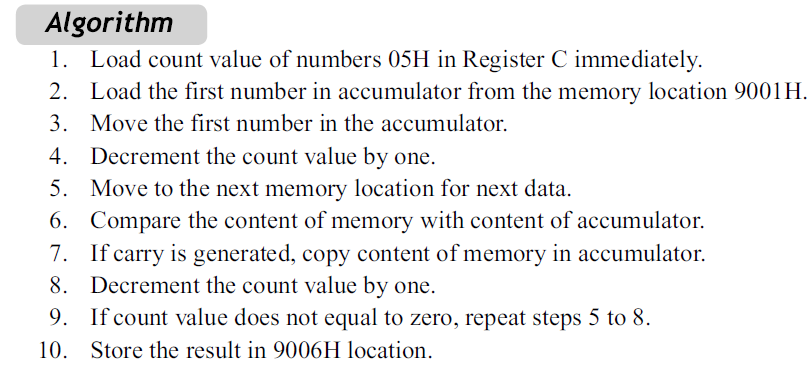 Algorithm
1. Load count value of numbers 05H in Register C immediately.
2. Load the first number in accumulator from the memory location 9001H.
3. Move the first number in the accumulator.
4. Decrement the count value by one.
5. Move to the next memory location for next data.
6. Compare the content of memory with content of accumulator.
7. If carry is generated, copy content of memory in accumulator.
8. Decrement the count value by one.
9. If count value does not equal to zero, repeat steps 5 to 8.
10. Store the result in 9006H location.